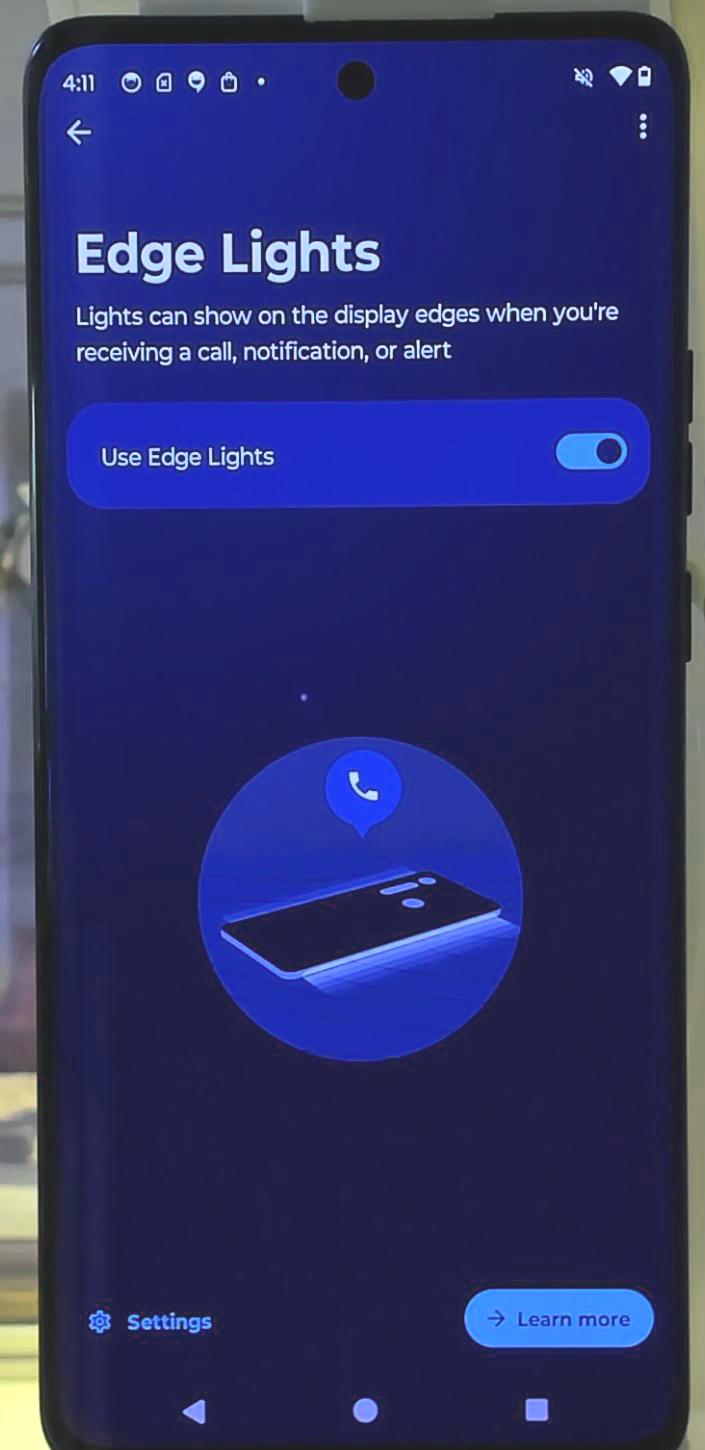 4:11
Edge Lights
Lights can show on the display edges when you're
receiving a call, notification, or alert
Use Edge Lights
Settings
Learn more